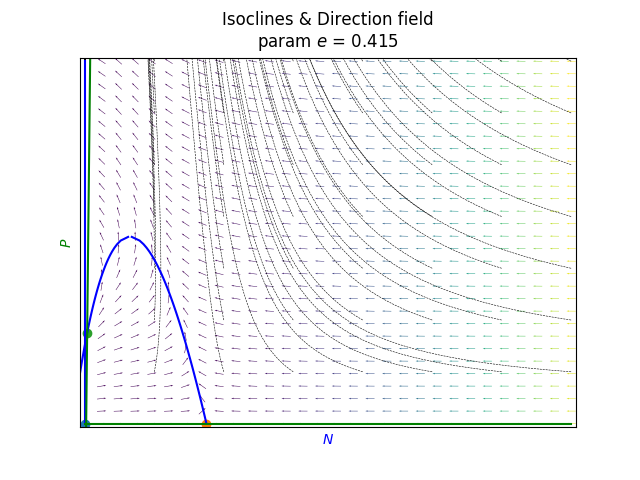 Isoclines & Direction field
param e = 0.415
P
N